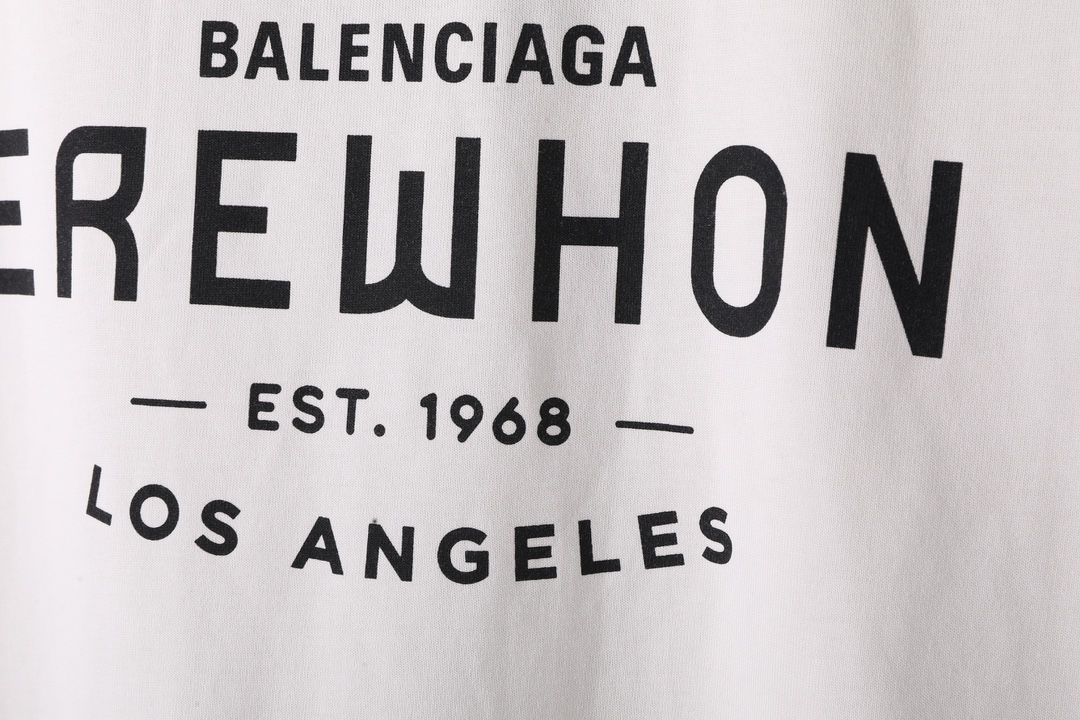 BALENCIAGA
EREWHON
EST. 1968
LOS ANGELES